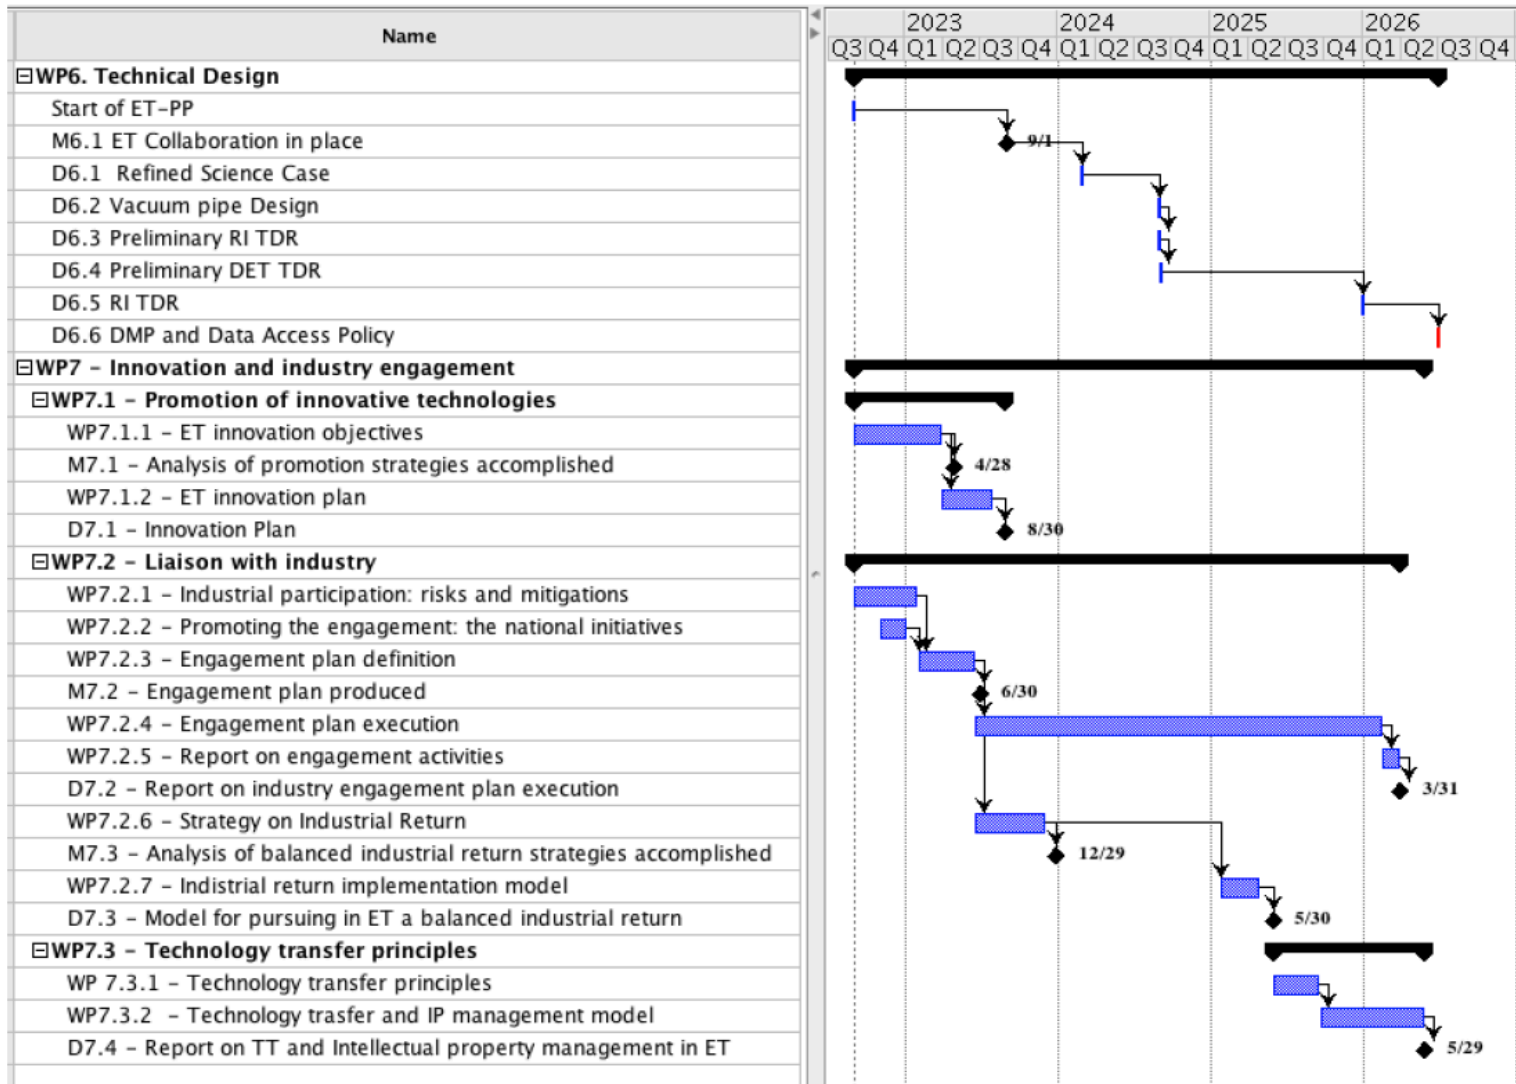 Name
2023 2024 2025 2026
Q3 Q4 Q1 Q2 Q3 Q4 Q1 Q2 Q3 Q4 Q1 Q2 Q3 Q4 Q1 Q2 Q3 Q4
WP6. Technical Design
Start of ET-PP
M6.1 ET Collaboration in place 9/1
D6.1 Refined Science Case
D6.2 Vacuum pipe Design
D6.3 Preliminary RI TDR
D6.4 Preliminary DET TDR
D6.5 RI TDR
D6.6 DMP and Data Access Policy
WP7 - Innovation and industry engagement
WP7.1 - Promotion of innovative technologies
WP7.1.1 - ET innovation objectives
M7.1 - Analysis of promotion strategies accomplished 4/28
WP7.1.2 - ET innovation plan
D7.1 - Innovation Plan 8/30
WP7.2 - Liaison with industry
WP7.2.1 - Industrial participation: risks and mitigations
WP7.2.2 - Promoting the engagement: the national initiatives
WP7.2.3 - Engagement plan definition
M7.2 - Engagement plan produced 6/30
WP7.2.4 - Engagement plan execution
WP7.2.5 - Report on engagement activities
D7.2 - Report on industry engagement plan execution 3/31
WP7.2.6 - Strategy on Industrial Return
M7.3 - Analysis of balanced industrial return strategies accomplished 12/29
WP7.2.7 - Indistrial return implementation model
D7.3 - Model for pursuing in ET a balanced industrial return 5/30
WP7.3 - Technology transfer principles
WP 7.3.1 - Technology transfer principles
WP7.3.2 - Technology trasfer and IP management model
D7.4 - Report on TT and Intellectual property management in ET 5/29